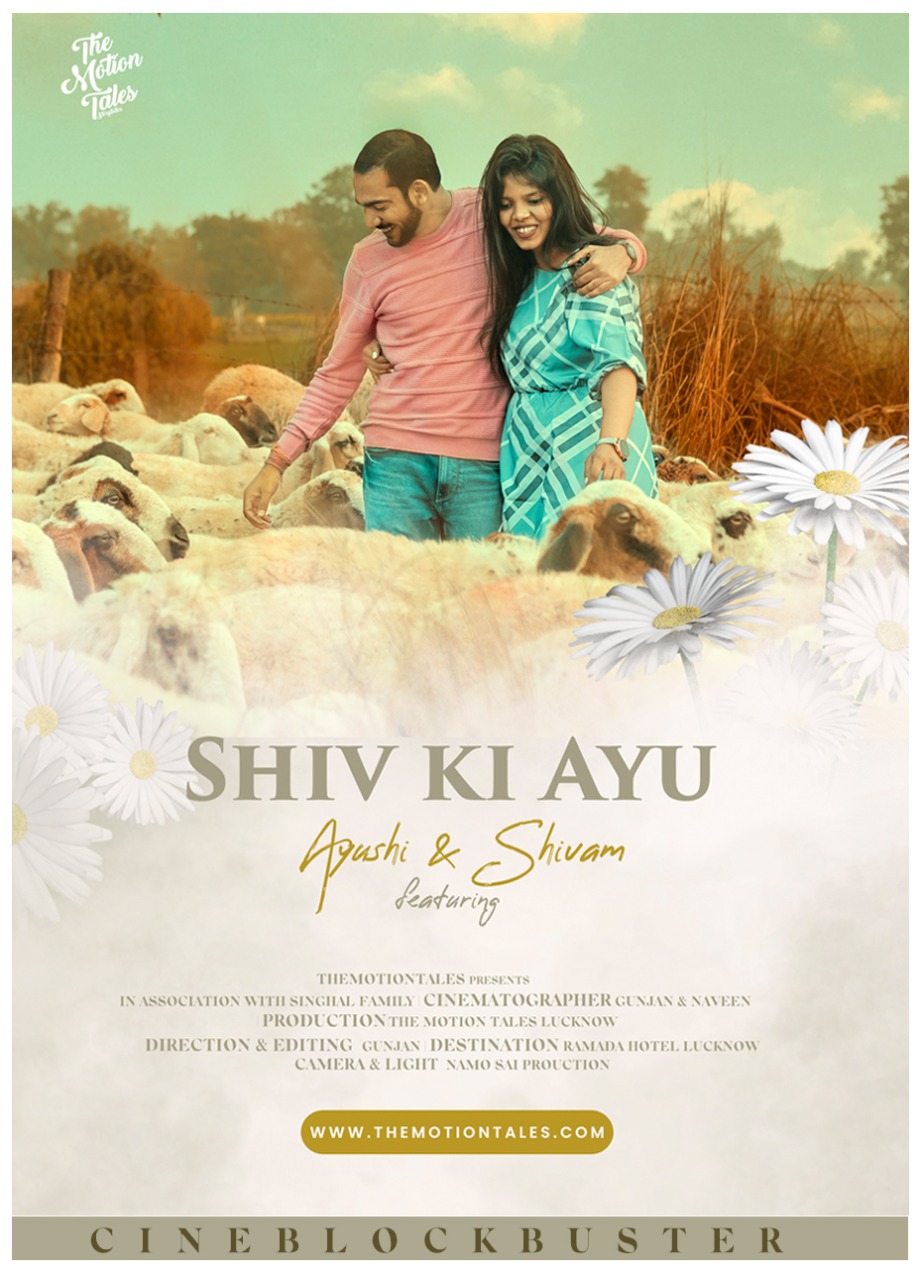 The
Motion
Tales
SHIV KI AYU
Ayushi & Shivam
featuring
THEMOTIONTALES PRESENTS
IN ASSOCIATION WITH SINGHAL FAMILY | CINEMATOGRAPHER GUNJAN & NAVEEN
| PRODUCTION THE MOTION TALES LUCKNOW
DIRECTION & EDITING GUNJAN | DESTINATION RAMADA HOTEL LUCKNOW
CAMERA & LIGHT NAMO SAI PROUCTION
WWW.THEMOTIONTALES.COM
CINEBLOCKBUSTER